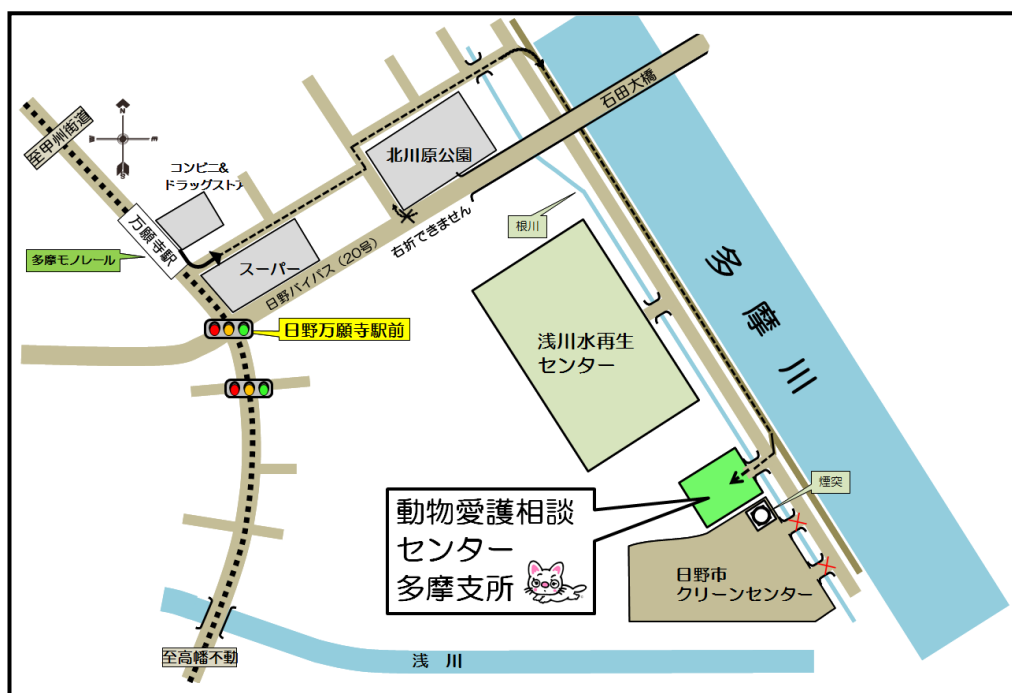 至甲州街道
N
W
E
S
コンビニ&
ドラッグストア
万願寺駅
多摩モノレール
スーパー
日野バイパス（20号）
北川原公園
右折できません
石田大橋
根川
多摩川
日野万願寺駅前
浅川水再生
センター
動物愛護相談
センター
多摩支所
煙突
日野市
クリーンセンター
至高幡不動
浅　川